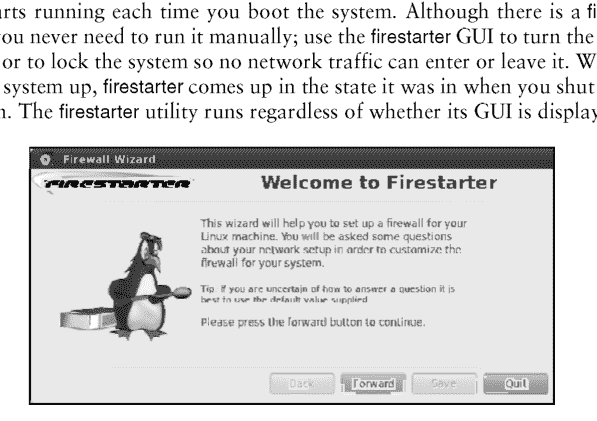 arts running each time you boot the system. Although there is a fi
ou never need to run it manually; use the firestarter GUI to turn the
or to lock the system so no network traffic can enter or leave it. W
system up, firestarter comes up in the state it was in when you shut
n. The firestarter utility runs regardless of whether its GUI is display
Firewall Wizard
FIRESTARTER
Welcome to Firestarter
This wizard will help you to set up a firewall for your
Linux machine. You will be asked some questions
about your network setup in order to customize the
firewall for your system.
Tip: If you are uncertain of how to answer a question it is
best to use the default value supplied.
Please press the forward button to continue.
Back Forward Save Quit